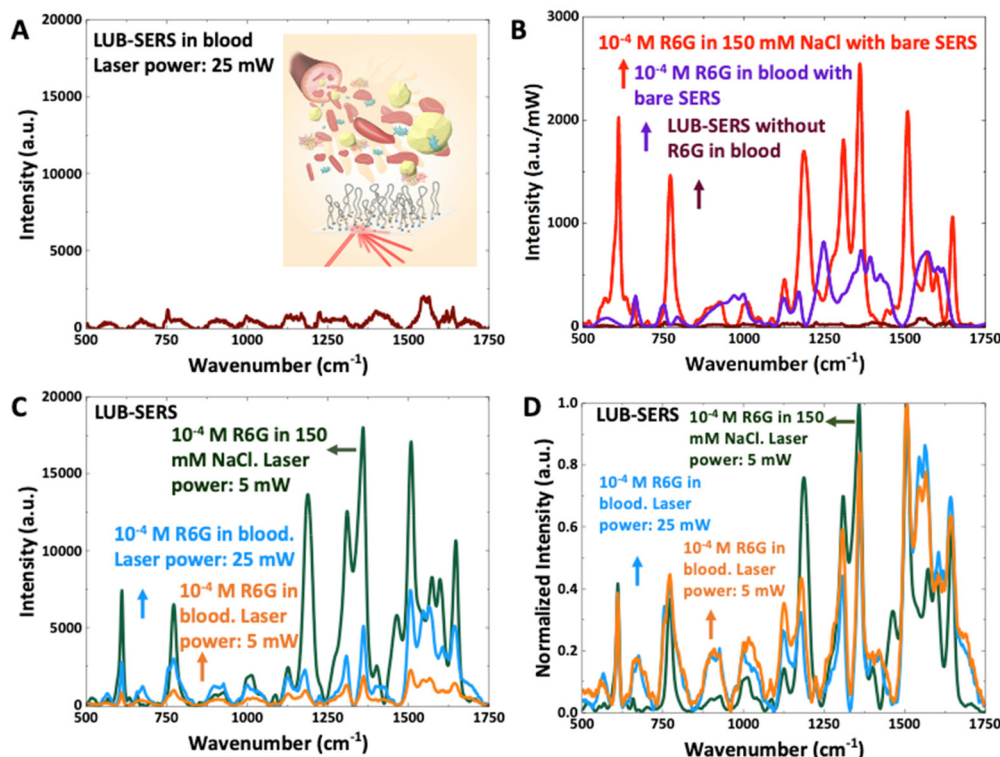 A
LUB-SERS in blood
Laser power: 25 mW
20000
15000
10000
5000
0
500 750 1000 1250 1500 1750
Intensity (a.u.)
Wavenumber (cm⁻¹)
B
10⁻⁴ M R6G in 150 mM NaCl with bare SERS
10⁻⁴ M R6G in blood with
bare SERS
LUB-SERS without
R6G in blood
3000
2000
1000
0
500 750 1000 1250 1500 1750
Intensity (a.u./mW)
Wavenumber (cm⁻¹)
C
LUB-SERS
10⁻⁴ M R6G in 150
mM NaCl. Laser
power: 5 mW
10⁻⁴ M R6G in blood.
Laser power: 25 mW
10⁻⁴ M R6G in
blood. Laser
power: 5 mW
20000
15000
10000
5000
0
500 750 1000 1250 1500 1750
Intensity (a.u.)
Wavenumber (cm⁻¹)
D
LUB-SERS
10⁻⁴ M R6G in 150
mM NaCl. Laser
power: 5 mW
10⁻⁴ M R6G in
blood. Laser
power: 25 mW
10⁻⁴ M R6G in
blood. Laser
power: 5 mW
1.0
0.8
0.6
0.4
0.2
0.0
500 750 1000 1250 1500 1750
Normalized Intensity (a.u.)
Wavenumber (cm⁻¹)